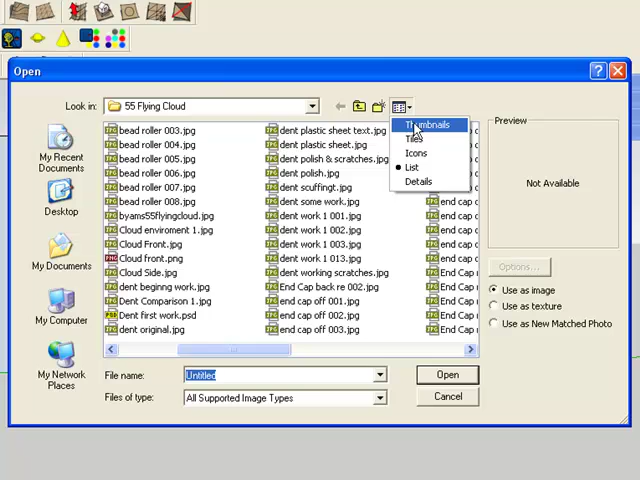 Open
Look in:
55 Flying Cloud
Thumbnails
Tiles
Icons
List
Details
bead roller 003.jpg
bead roller 004.jpg
bead roller 005.jpg
bead roller 006.jpg
bead roller 007.jpg
bead roller 008.jpg
byams55flyingcloud.jpg
Cloud enviroment 1.jpg
Cloud Front.jpg
Cloud front.png
Cloud Side.jpg
dent beginng work.jpg
Dent Comparison 1.jpg
Dent first work.psd
dent original.jpg
dent plastic sheet text.jpg
dent plastic sheet.jpg
dent polish & scratches.jpg
dent polish.jpg
dent scuffingt.jpg
dent some work.jpg
dent work 1 001.jpg
dent work 1 002.jpg
dent work 1 003.jpg
dent work 1 013.jpg
dent working scratches.jpg
End Cap back re 002.jpg
end cap off 001.jpg
end cap off 002.jpg
end cap off 003.jpg
My Recent
Documents
Desktop
My Documents
My Computer
My Network
Places
Preview
Not Available
Options...
Use as image
Use as texture
Use as New Matched Photo
File name:
Untitled
Open
Files of type:
All Supported Image Types
Cancel